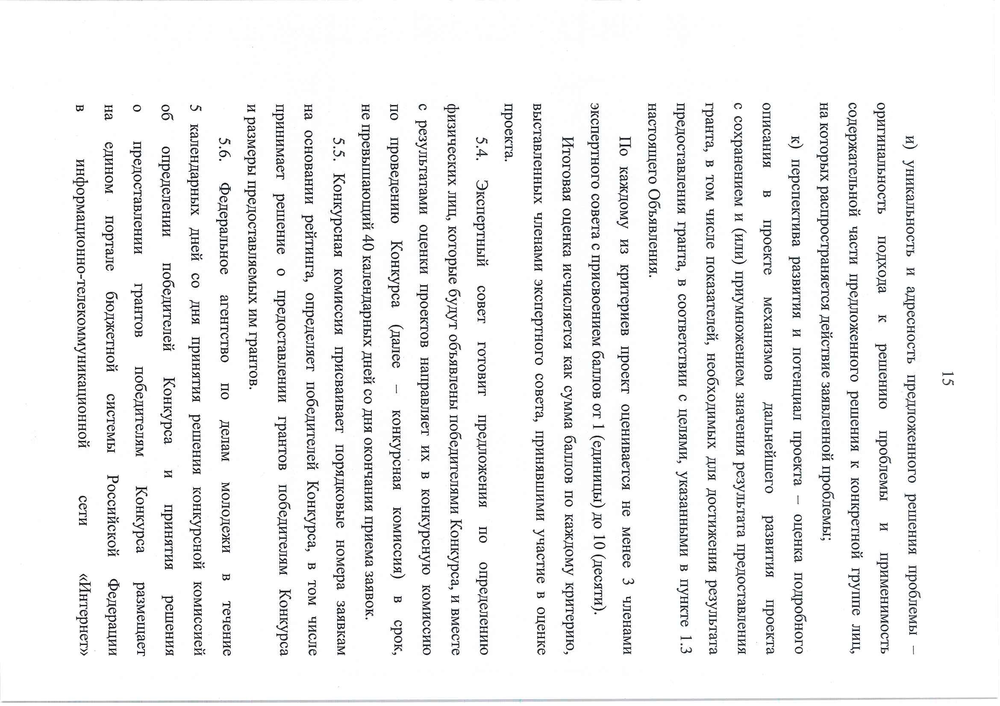 15
и) уникальность и адресность предложенного решения проблемы –
оригинальность подхода к решению проблемы и применимость
содержательной части предложенного решения к конкретной группе лиц,
на которых распространяется действие заявленной проблемы;
к) перспектива развития и потенциал проекта – оценка подробного
описания в проекте механизмов дальнейшего развития проекта
с сохранением и (или) приумножением значения результата предоставления
гранта, в том числе показателей, необходимых для достижения результата
предоставления гранта, в соответствии с целями, указанными в пункте 1.3
настоящего Объявления.
По каждому из критериев проект оценивается не менее 3 членами
экспертного совета с присвоением баллов от 1 (единицы) до 10 (десяти).
Итоговая оценка исчисляется как сумма баллов по каждому критерию,
выставленных членами экспертного совета, принявшими участие в оценке
проекта.
5.4. Экспертный совет готовит предложения по определению
физических лиц, которые будут объявлены победителями Конкурса, и вместе
с результатами оценки проектов направляет их в конкурсную комиссию
по проведению Конкурса (далее – конкурсная комиссия) в срок,
не превышающий 40 календарных дней со дня окончания приема заявок.
5.5. Конкурсная комиссия присваивает порядковые номера заявкам
на основании рейтинга, определяет победителей Конкурса, в том числе
принимает решение о предоставлении грантов победителям Конкурса
и размеры предоставляемых им грантов.
5.6. Федеральное агентство по делам молодежи в течение
5 календарных дней со дня принятия решения конкурсной комиссией
об определении победителей Конкурса и принятия решения
о предоставлении грантов победителям Конкурса размещает
на едином портале бюджетной системы Российской Федерации
в информационно-телекоммуникационной сети «Интернет»